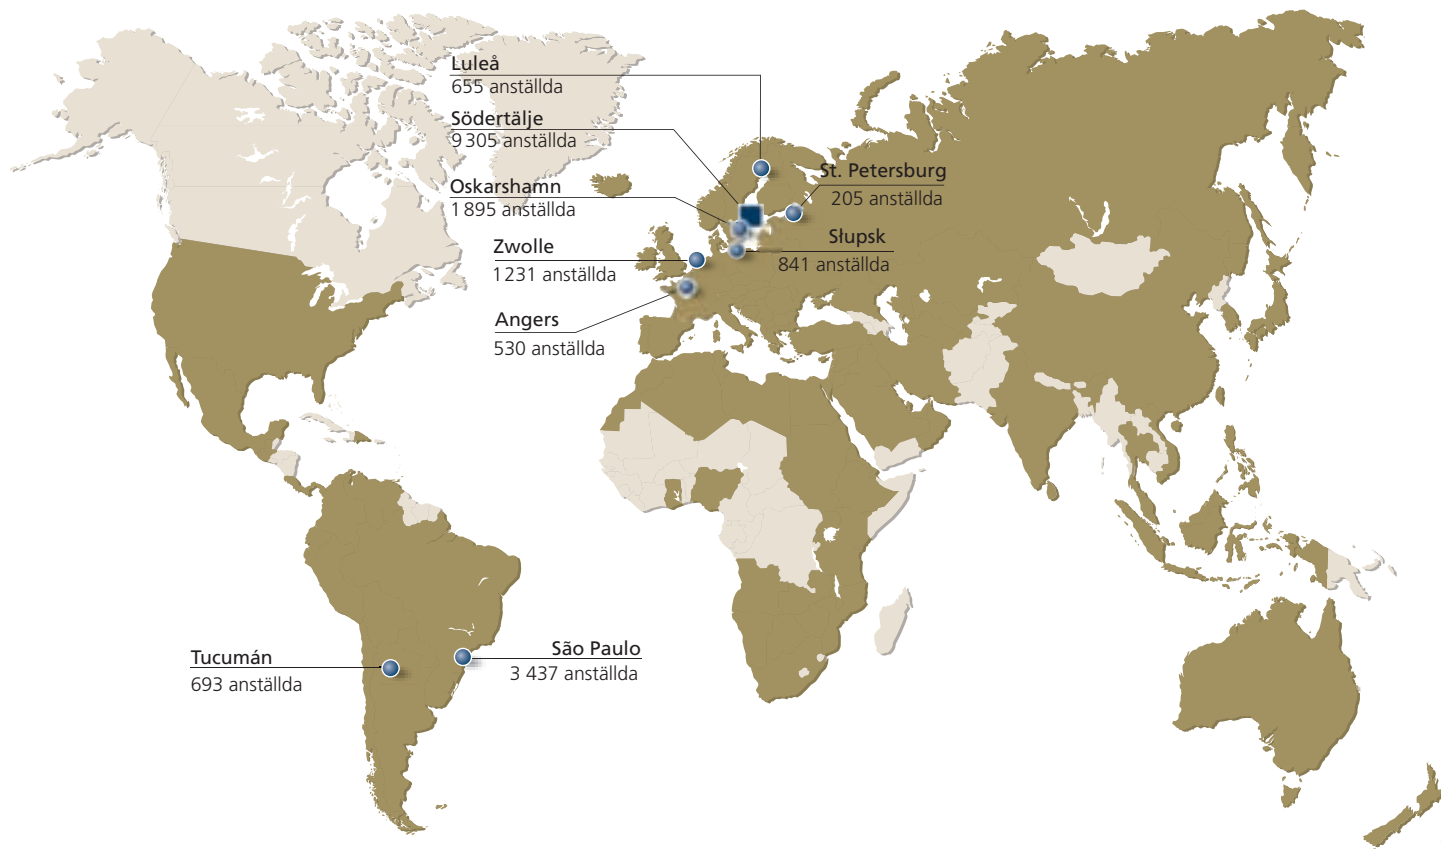 Luleå
655 anställda
Södertälje
9 305 anställda
Oskarshamn
1 895 anställda
St. Petersburg
205 anställda
Słupsk
841 anställda
Zwolle
1 231 anställda
Angers
530 anställda
Tucumán
693 anställda
São Paulo
3 437 anställda